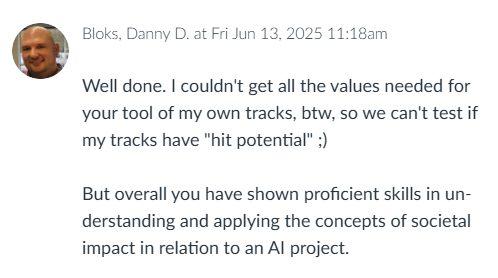 Bloks, Danny D. at Fri Jun 13, 2025 11:18am
Well done. I couldn't get all the values needed for
your tool of my own tracks, btw, so we can't test if
my tracks have "hit potential" ;)
But overall you have shown proficient skills in un-
derstanding and applying the concepts of societal
impact in relation to an AI project.